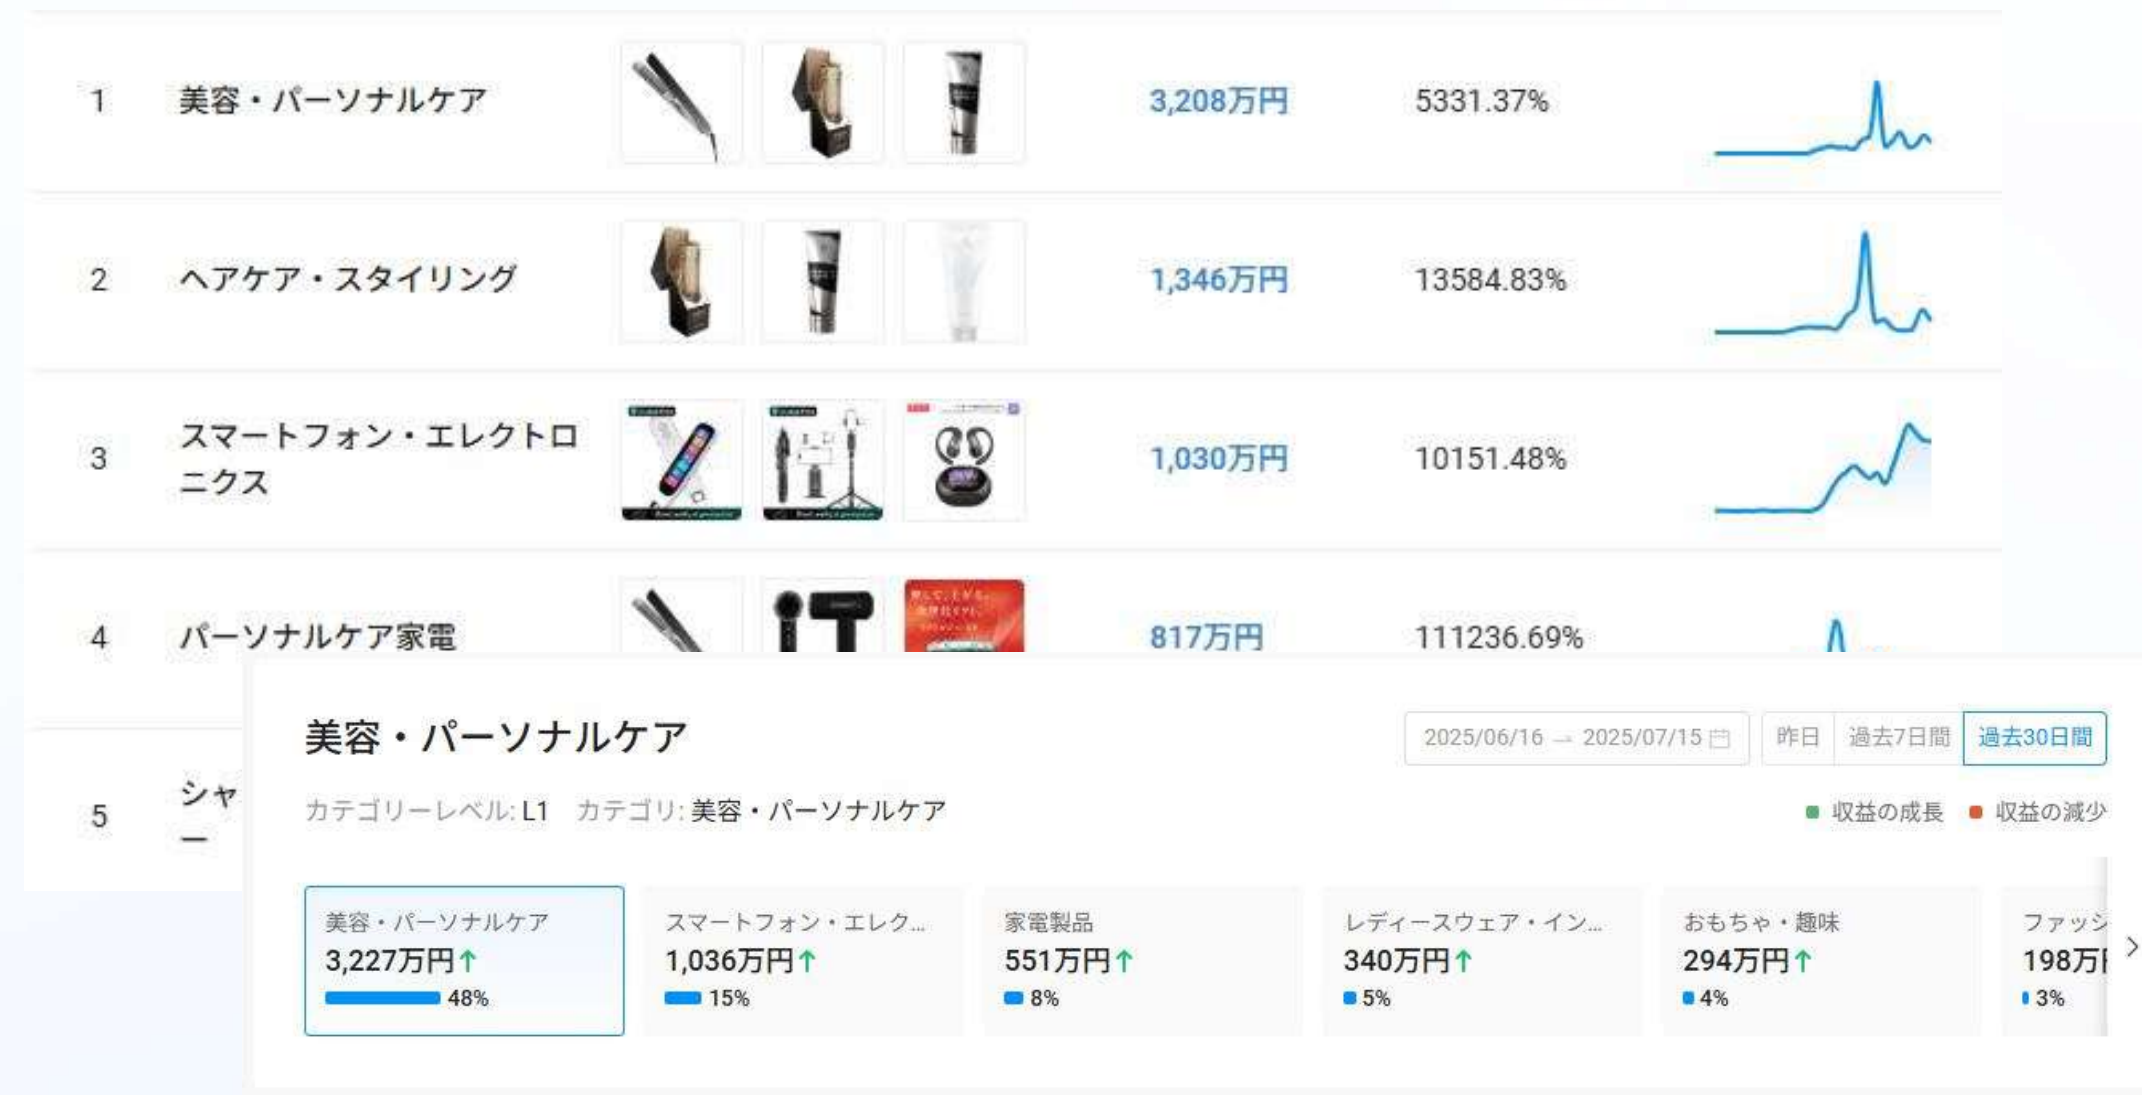 1
美容・パーソナルケア
3,208万円
5331.37%
2
ヘアケア・スタイリング
1,346万円
13584.83%
3
スマートフォン・エレクトロ
ニクス
1,030万円
10151.48%
4
パーソナルケア家電
817万円
111236.69%
5
シャ
ー
美容・パーソナルケア
2025/06/16 → 2025/07/15
昨日
過去7日間
過去30日間
カテゴリーレベル: L1 カテゴリ: 美容・パーソナルケア
収益の成長
収益の減少
美容・パーソナルケア
3,227万円↑
48%
スマートフォン・エレク...
1,036万円↑
15%
家電製品
551万円↑
8%
レディースウェア・イン...
340万円↑
5%
おもちゃ・趣味
294万円↑
4%
ファッシ
198万
3%